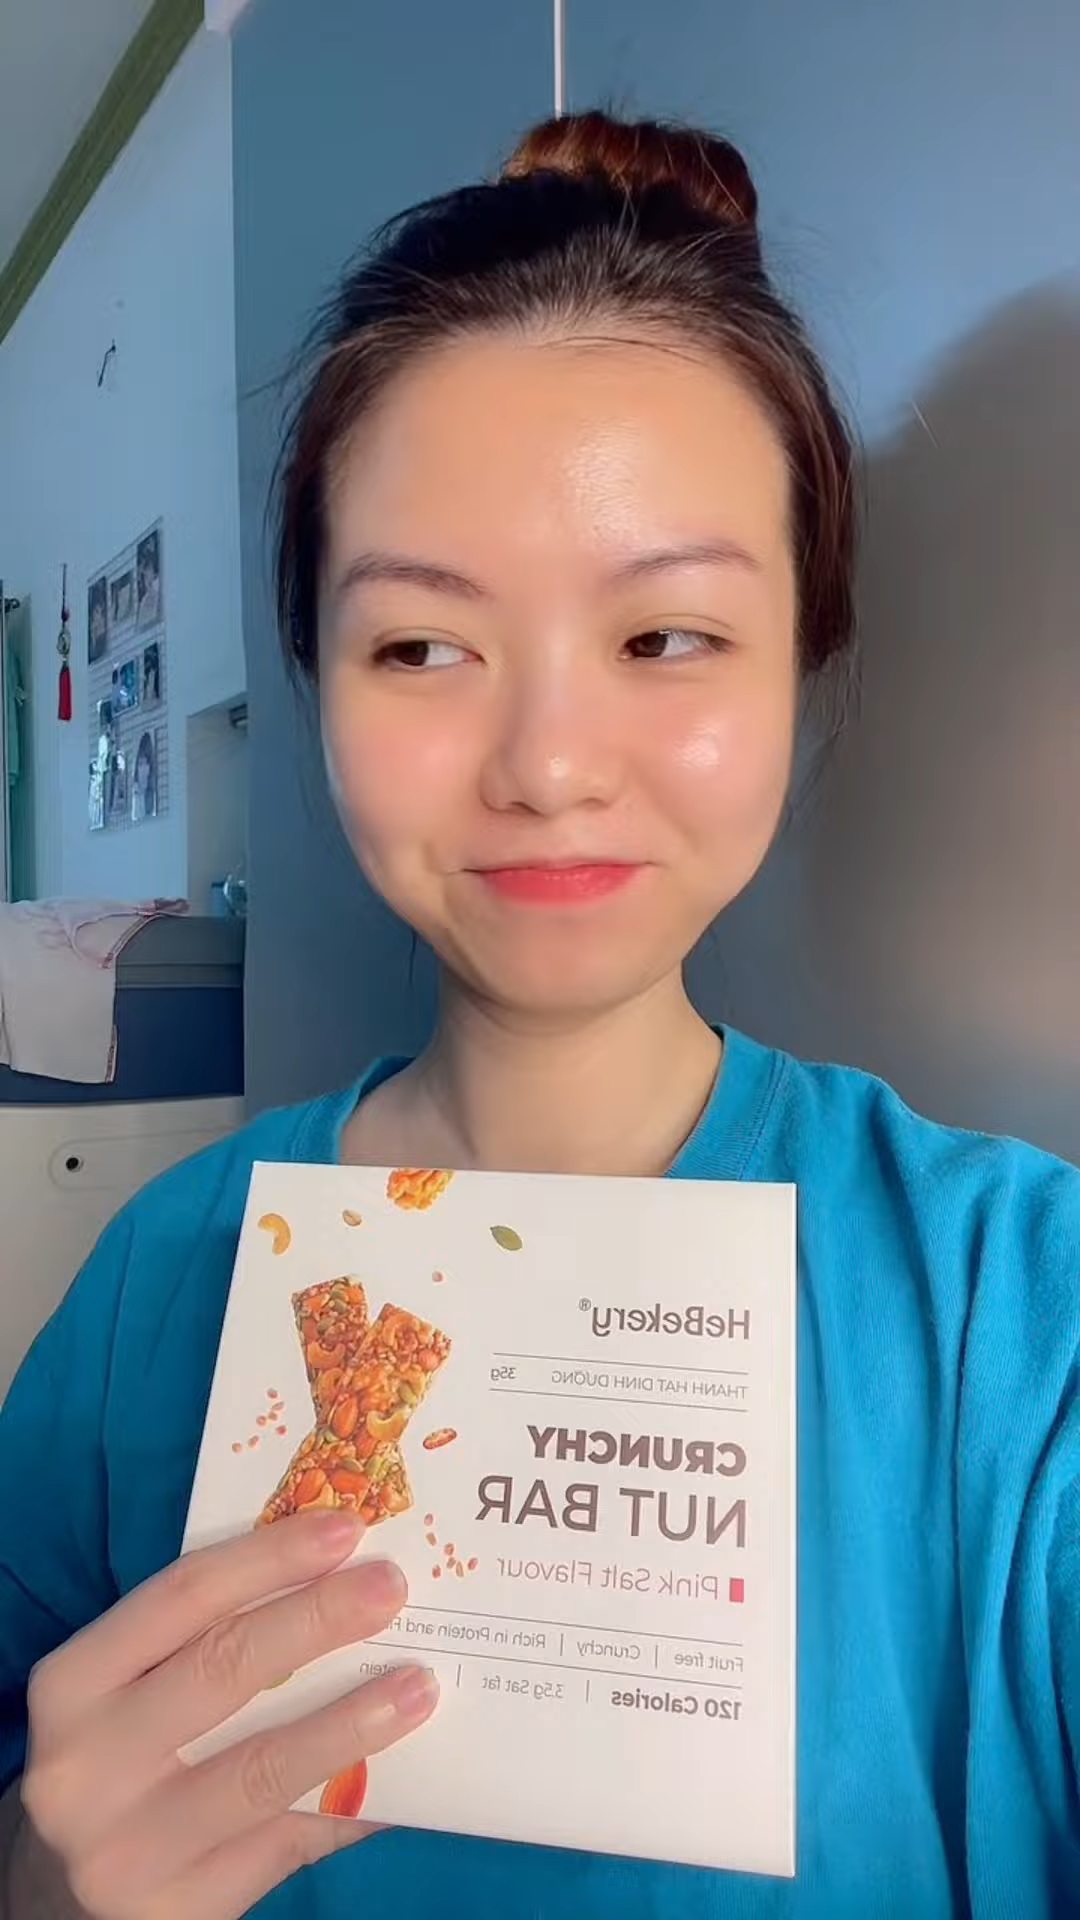 HeBekery®
THANH HẠT DINH DƯỠNG 35g
CRUNCHY
NUT BAR
Pink Salt Flavour
Fruit free | Crunchy | Rich in Protein and
120 Calories | 3.5g Sat fat |